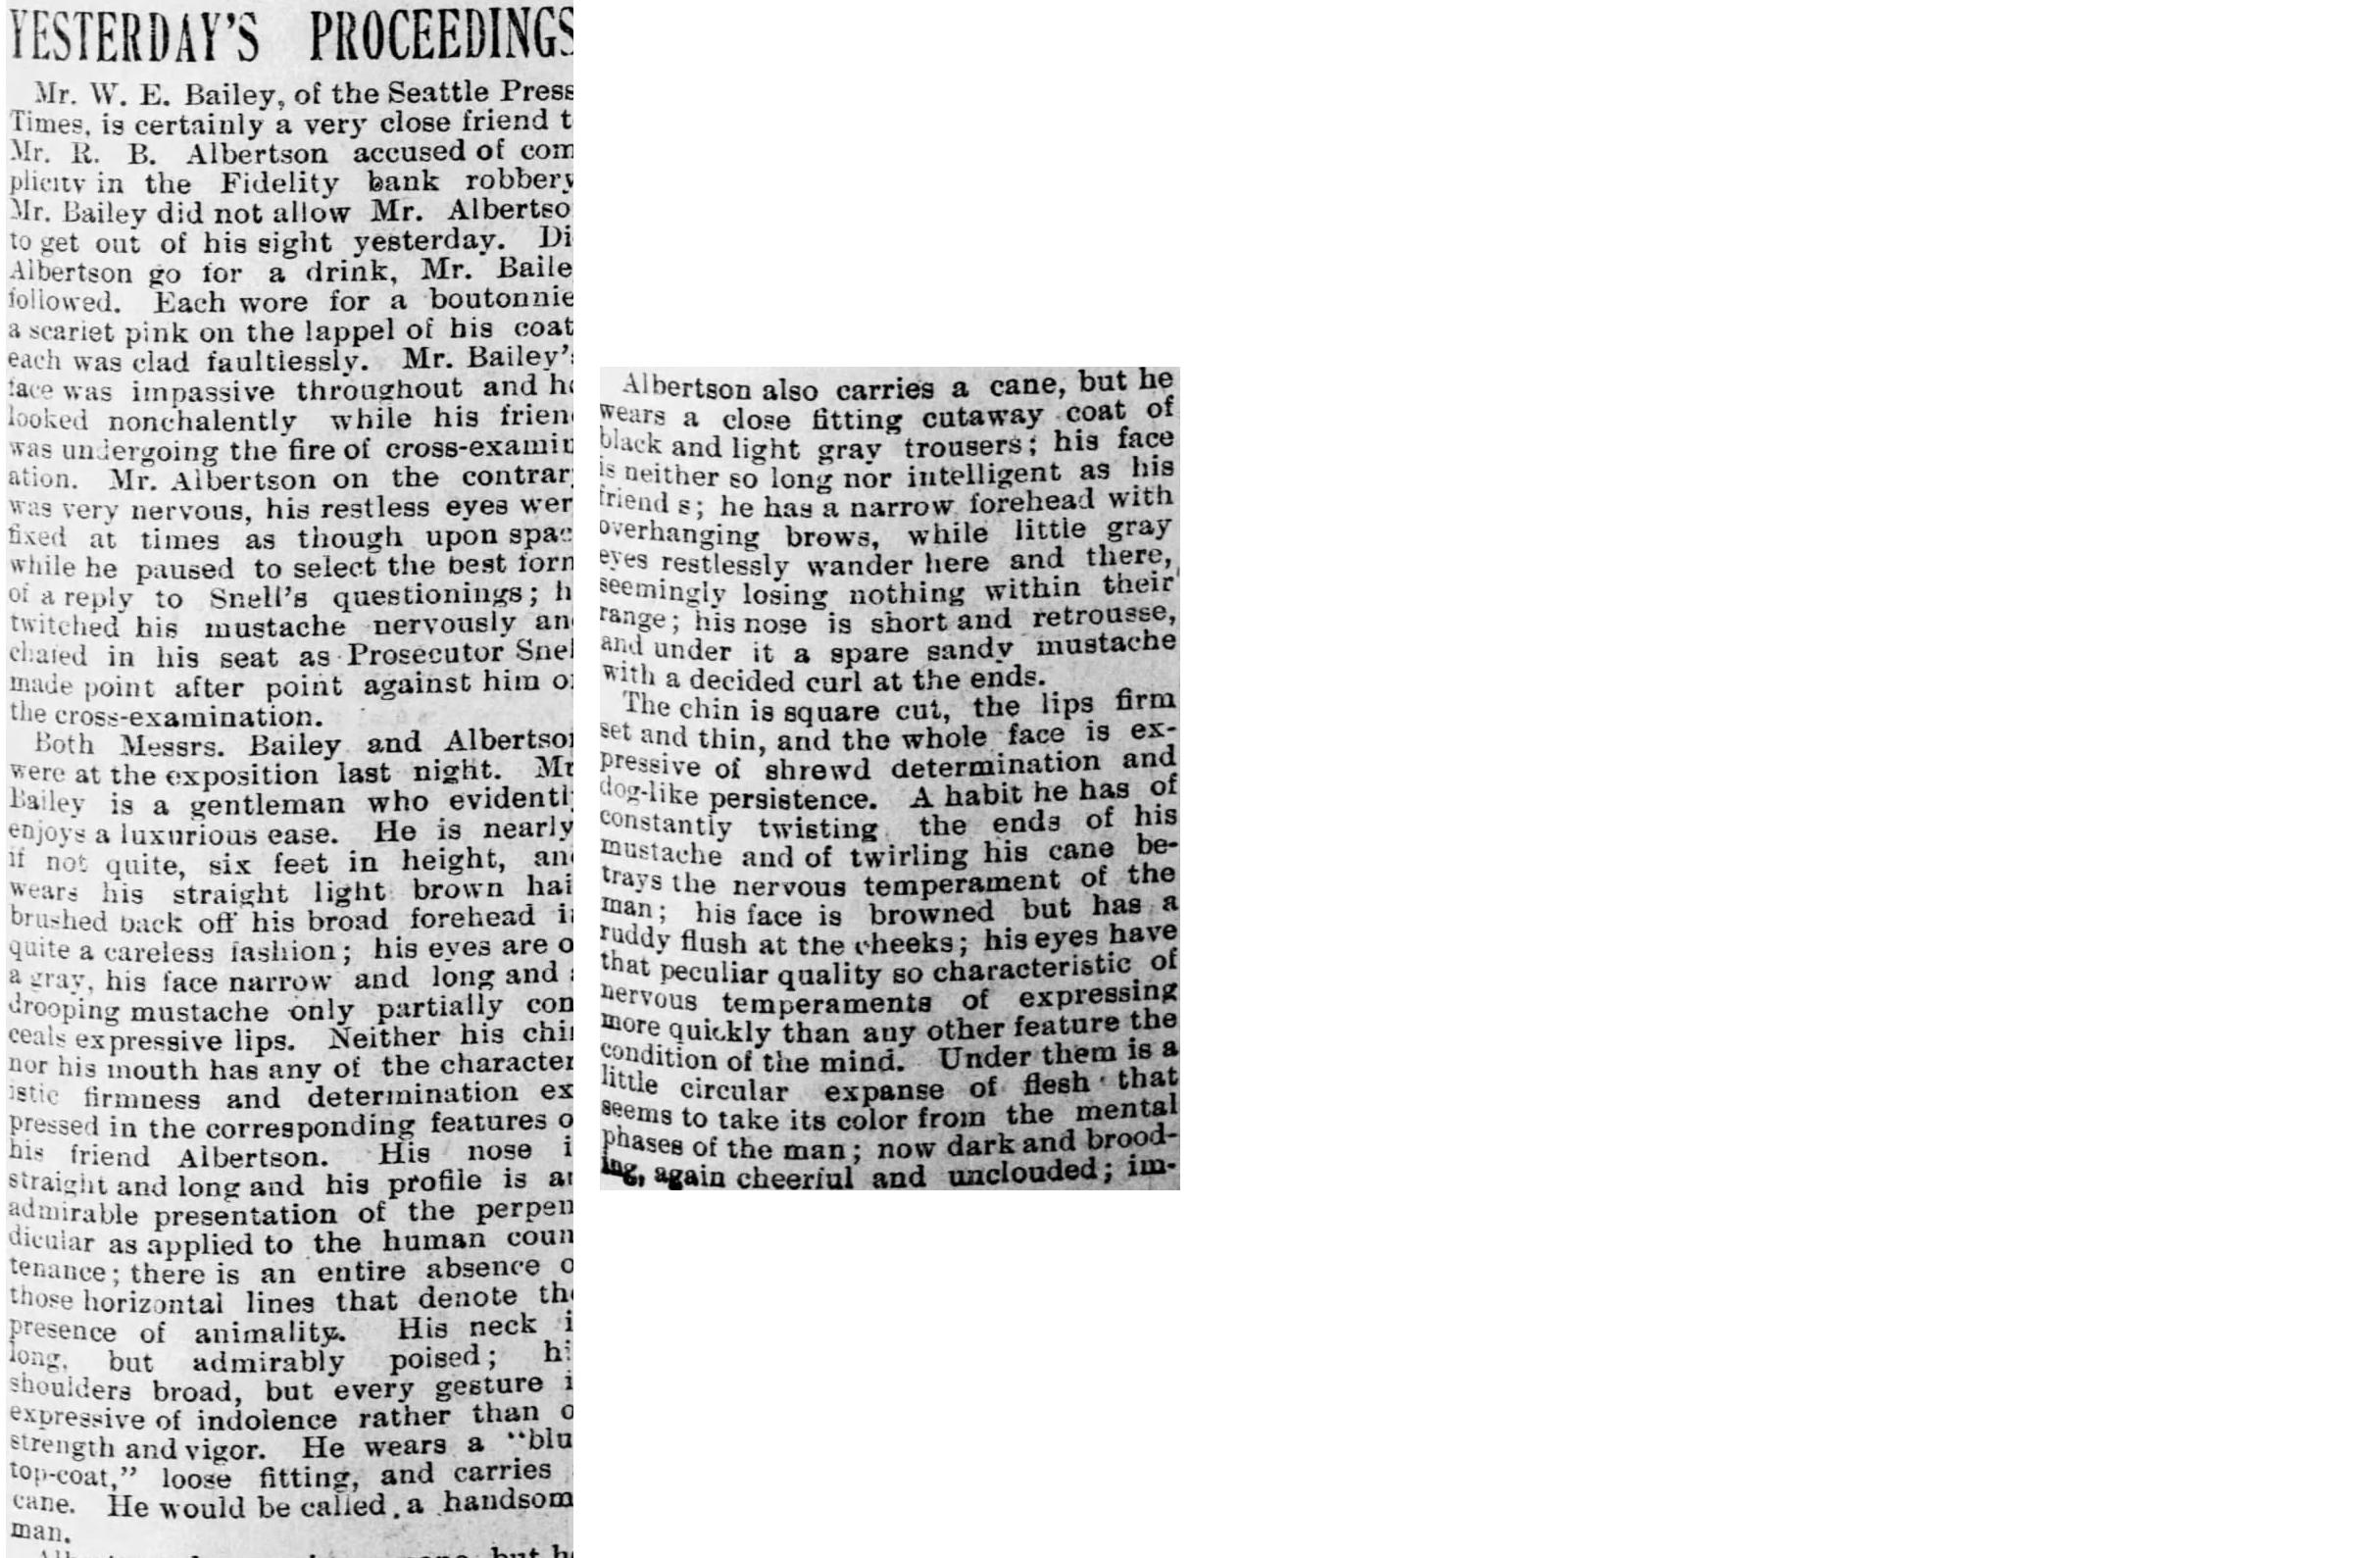 YESTERDAY'S PROCEEDINGS
Mr. W. E. Bailey, of the Seattle Press
Times, is certainly a very close friend t
Mr. R. B. Albertson accused of com
plicity in the Fidelity bank robbery
Mr. Bailey did not allow Mr. Albertso
to get out of his sight yesterday. Di
Albertson go for a drink, Mr. Baile
followed. Each wore for a boutonnie
a scarlet pink on the lappel of his coat
each was clad faultlessly. Mr. Bailey's
face was impassive throughout and he
looked nonchalently while his frien
was undergoing the fire of cross-examin
ation. Mr. Albertson on the contrar
was very nervous, his restless eyes wer
fixed at times as though upon spac
while he paused to select the best form
of a reply to Snell's questionings; h
twitched his mustache nervously an
chafed in his seat as Prosecutor Snel
made point after point against him o
the cross-examination.
Both Messrs. Bailey and Albertson
were at the exposition last night. Mr
Bailey is a gentleman who evidentl
enjoys a luxurious ease. He is nearly
if not quite, six feet in height, an
wears his straight light brown hai
brushed back off his broad forehead i
quite a careless fashion; his eyes are o
a gray, his face narrow and long and a
drooping mustache only partially con
ceals expressive lips. Neither his chi
nor his mouth has any of the character
istic firmness and determination ex
pressed in the corresponding features o
his friend Albertson. His nose i
straight and long and his profile is an
admirable presentation of the perpen
dicular as applied to the human coun
tenance; there is an entire absence o
those horizontal lines that denote the
presence of animality. His neck i
long, but admirably poised; hi
shoulders broad, but every gesture i
expressive of indolence rather than o
strength and vigor. He wears a "blu
top-coat," loose fitting, and carries
cane. He would be called a handsom
man.
Albertson also carries a cane, but he
wears a close fitting cutaway coat of
black and light gray trousers; his face
is neither so long nor intelligent as his
friend s; he has a narrow forehead with
overhanging brows, while little gray
eyes restlessly wander here and there,
seemingly losing nothing within their
range; his nose is short and retrousse,
and under it a spare sandy mustache
with a decided curl at the ends.
The chin is square cut, the lips firm
set and thin, and the whole face is ex-
pressive of shrewd determination and
dog-like persistence. A habit he has of
constantly twisting the ends of his
mustache and of twirling his cane be-
trays the nervous temperament of the
man; his face is browned but has a
ruddy flush at the cheeks; his eyes have
that peculiar quality so characteristic of
nervous temperaments of expressing
more quickly than any other feature the
condition of the mind. Under them is a
little circular expanse of flesh that
seems to take its color from the mental
phases of the man; now dark and brood-
ing, again cheerful and unclouded; im-